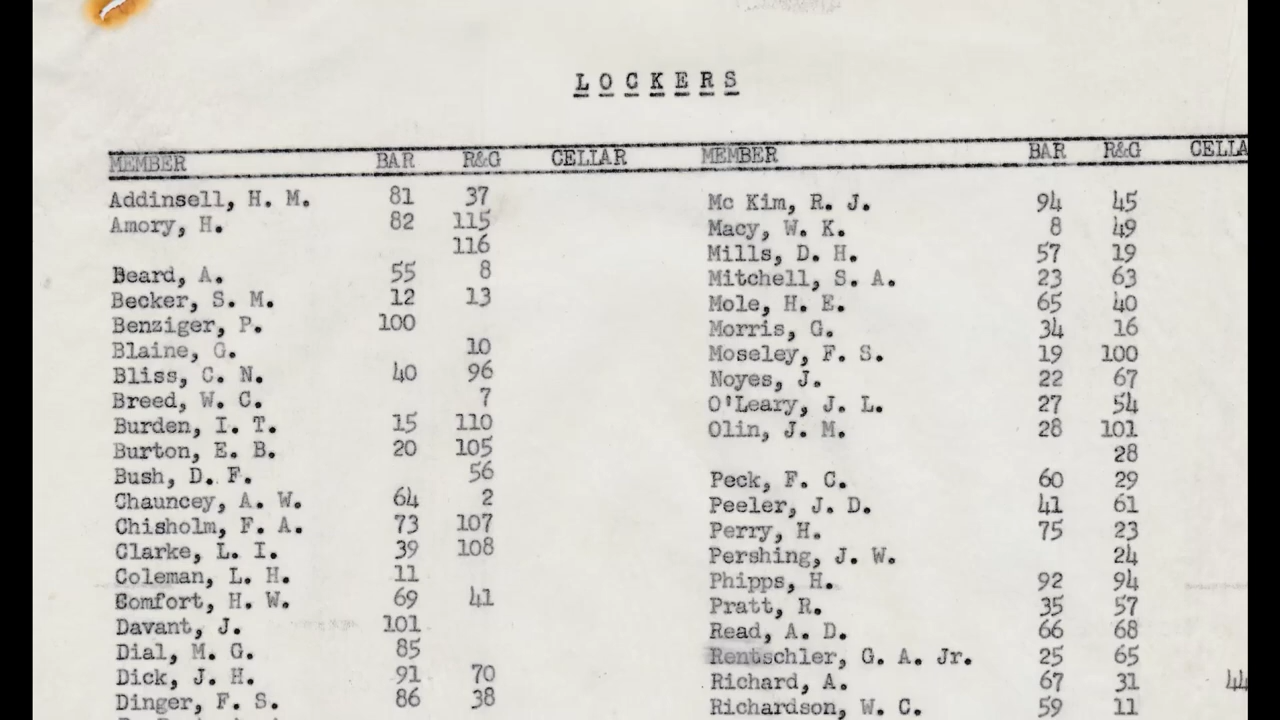 LOCKERS
MEMBER BAR R&G CELLAR
Addinsell, H. M. 81 37
Amory, H. 82 115
116
Beard, A. 55 8
Becker, S. M. 12 13
Benziger, P. 100
Blaine, G. 10
Bliss, C. N. 40 96
Breed, W. C. 7
Burden, I. T. 15 110
Burton, E. B. 20 105
Bush, D. F. 56
Chauncey, A. W. 64 2
Chisholm, F. A. 73 107
Clarke, L. I. 39 108
Coleman, L. H. 11
Comfort, H. W. 69 41
Davant, J. 101
Dial, M. G. 85
Dick, J. H. 91 70
Dinger, F. S. 86 38
MEMBER BAR R&G CELLA
Mc Kim, R. J. 94 45
Macy, W. K. 8 49
Mills, D. H. 57 19
Mitchell, S. A. 23 63
Mole, H. E. 65 40
Morris, G. 34 16
Moseley, F. S. 19 100
Noyes, J. 22 67
O'Leary, J. L. 27 54
Olin, J. M. 28 101
28
Peck, F. C. 60 29
Peeler, J. D. 41 61
Perry, H. 75 23
Pershing, J. W. 24
Phipps, H. 92 94
Pratt, R. 35 57
Read, A. D. 66 68
Rentschler, G. A. Jr. 25 65
Richard, A. 67 31 44
Richardson, W. C. 59 11